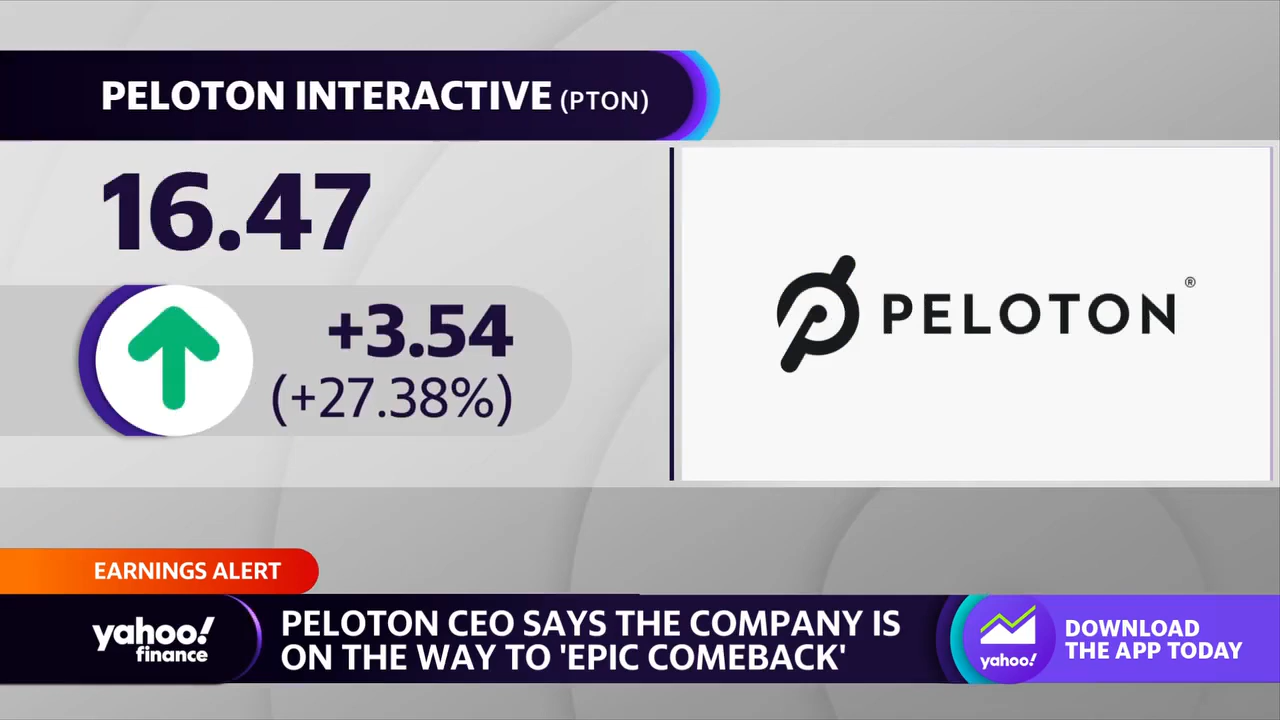 PELOTON INTERACTIVE (PTON)
16.47
+3.54
(+27.38%)
PELOTON®
EARNINGS ALERT
yahoo!
finance
PELOTON CEO SAYS THE COMPANY IS
ON THE WAY TO 'EPIC COMEBACK'
yahoo!
DOWNLOAD
THE APP TODAY